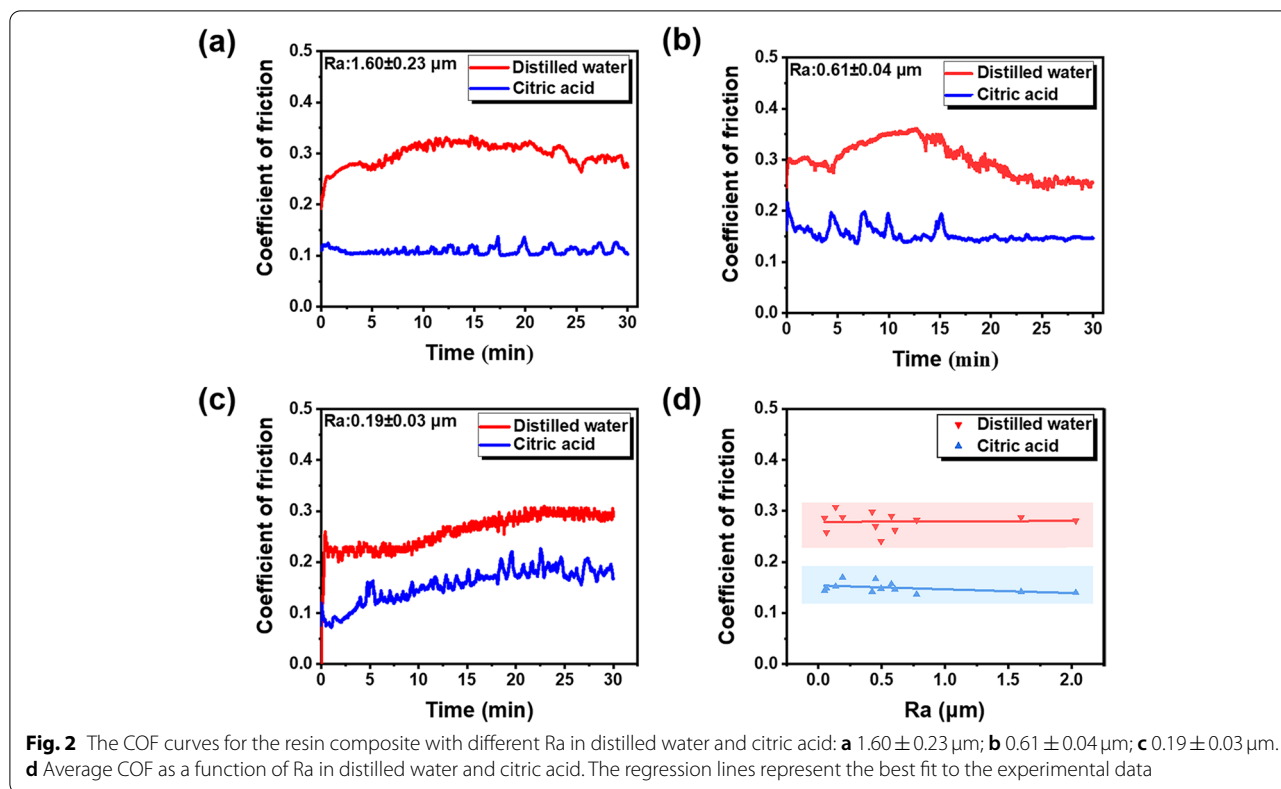 (a)
Ra:1.60±0.23 μm
Distilled water
Citric acid
Coefficient of friction
0.5
0.4
0.3
0.2
0.1
0.0
0 5 10 15 20 25 30
Time (min)
(b)
Ra:0.61±0.04 μm
Distilled water
Citric acid
Coefficient of friction
0.5
0.4
0.3
0.2
0.1
0.0
0 5 10 15 20 25 30
Time (min)
(c)
Ra:0.19±0.03 μm
Distilled water
Citric acid
Coefficient of friction
0.5
0.4
0.3
0.2
0.1
0.0
0 5 10 15 20 25 30
Time (min)
(d)
Distilled water
Citric acid
Coefficient of friction
0.5
0.4
0.3
0.2
0.1
0.0
0.0 0.5 1.0 1.5 2.0
Ra (μm)
Fig. 2 The COF curves for the resin composite with different Ra in distilled water and citric acid: a 1.60 ± 0.23 μm; b 0.61 ± 0.04 μm; c 0.19 ± 0.03 μm.
d Average COF as a function of Ra in distilled water and citric acid. The regression lines represent the best fit to the experimental data